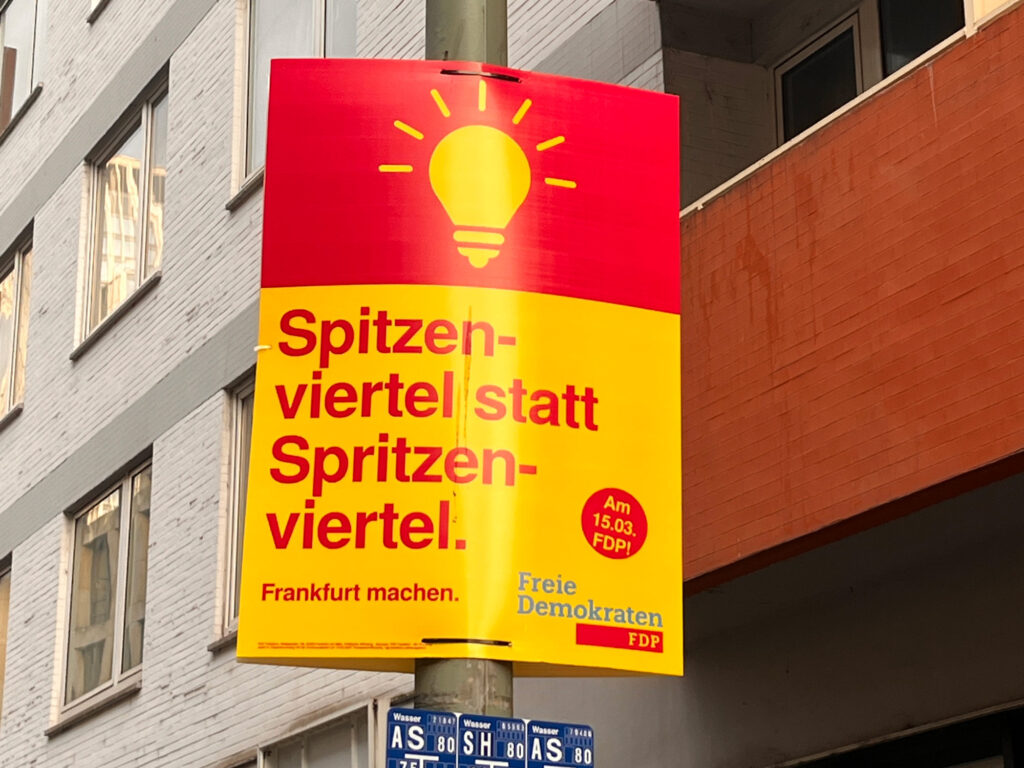 Spitzen-
viertel statt
Spritzen-
viertel.
Am
15.03.
FDP!
Frankfurt machen.
Freie
Demokraten
FDP
Wasser
AS 80
Wasser
SH 80
Wasser
AS 80